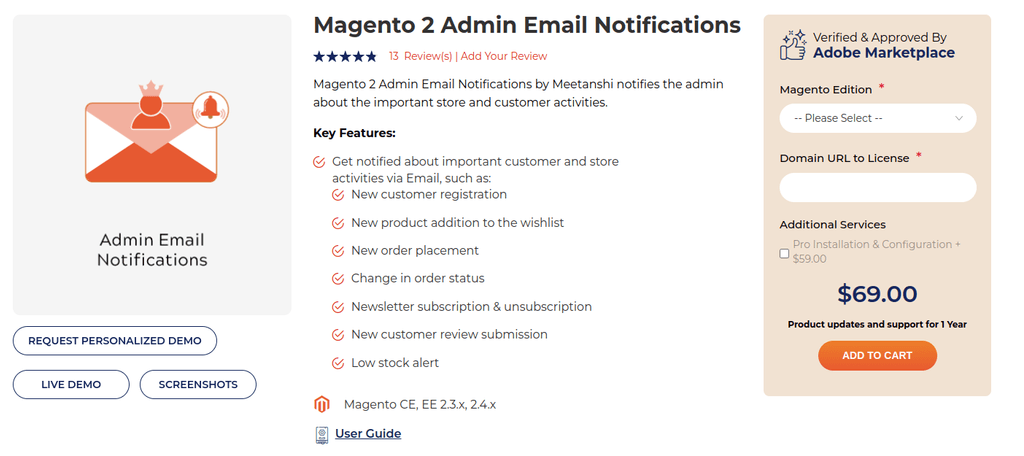 Admin Email
Notifications
REQUEST PERSONALIZED DEMO
LIVE DEMO
SCREENSHOTS
Magento 2 Admin Email Notifications
13 Review(s) | Add Your Review
Magento 2 Admin Email Notifications by Meetanshi notifies the admin
about the important store and customer activities.
Key Features:
Get notified about important customer and store
activities via Email, such as:
New customer registration
New product addition to the wishlist
New order placement
Change in order status
Newsletter subscription & unsubscription
New customer review submission
Low stock alert
Magento CE, EE 2.3.x, 2.4.x
User Guide
Verified & Approved By
Adobe Marketplace
Magento Edition *
-- Please Select --
Domain URL to License *
Additional Services
Pro Installation & Configuration +
$59.00
$69.00
Product updates and support for 1 Year
ADD TO CART